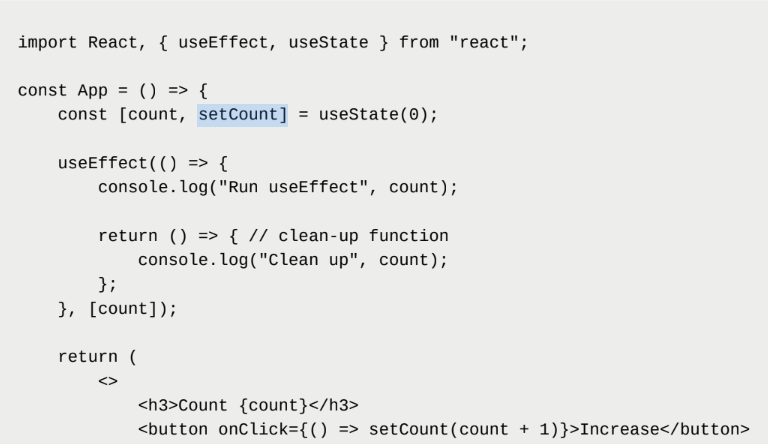 import React, { useEffect, useState } from "react";
const App = () => {
    const [count, setCount] = useState(0);
    useEffect(() => {
        console.log("Run useEffect", count);
        return () => { // clean-up function
            console.log("Clean up", count);
        };
    }, [count]);
    return (
        <>
            <h3>Count {count}</h3>
            <button onClick={() => setCount(count + 1)}>Increase</button>